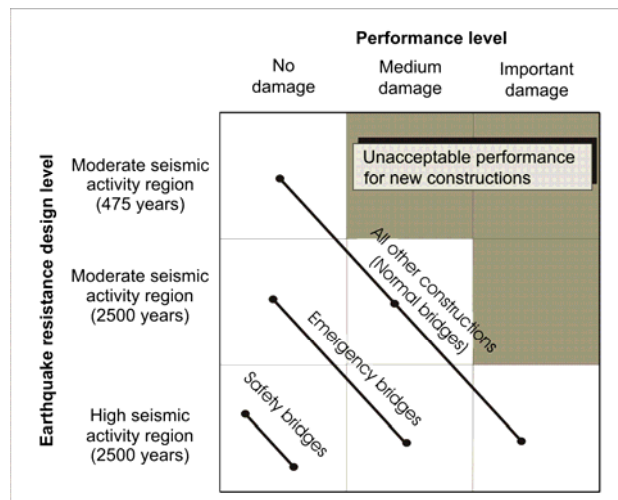 Performance level
No
damage
Medium
damage
Important
damage
Earthquake resistance design level
Moderate seismic
activity region
(475 years)
Unacceptable performance
for new constructions
Moderate seismic
activity region
(2500 years)
All other constructions
(Normal bridges)
Emergency bridges
High seismic
activity region
(2500 years)
Safety bridges